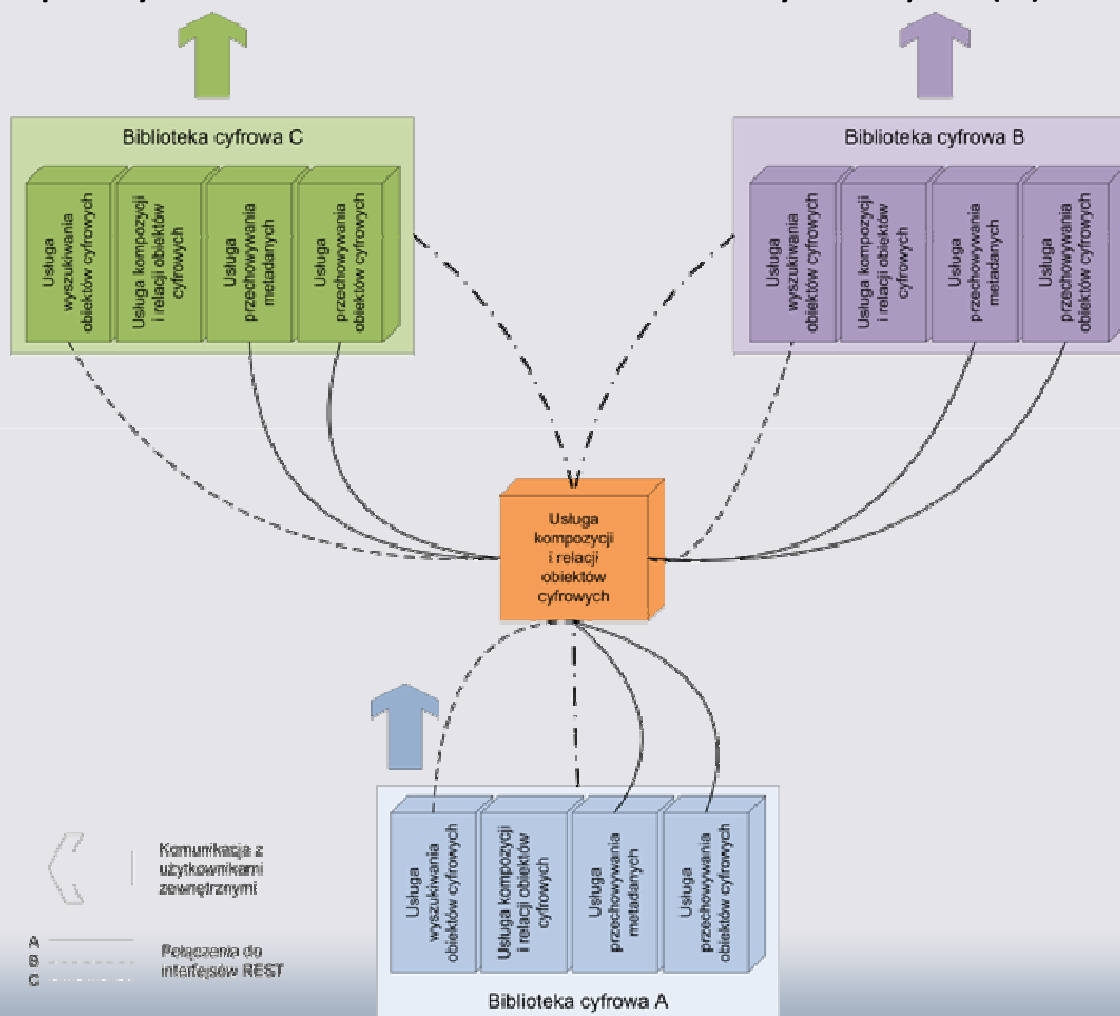 Biblioteka cyfrowa C
Usługa
wyszukiwania
obiektów cyfrowych
Usługa kompozycji
i relacji obiektów
cyfrowych
Usługa
przechowywania
metadanych
Usługa
przechowywania
obiektów cyfrowych
Biblioteka cyfrowa B
Usługa
wyszukiwania
obiektów cyfrowych
Usługa kompozycji
i relacji obiektów
cyfrowych
Usługa
przechowywania
metadanych
Usługa
przechowywania
obiektów cyfrowych
Usługa
kompozycji
i relacji
obiektów
cyfrowych
Usługa
wyszukiwania
obiektów cyfrowych
Usługa kompozycji
i relacji obiektów
cyfrowych
Usługa
przechowywania
metadanych
Usługa
przechowywania
obiektów cyfrowych
Biblioteka cyfrowa A
Komunikacja z
użytkownikami
zewnętrznymi
A
B
C
Połączenia do
interfejsów REST